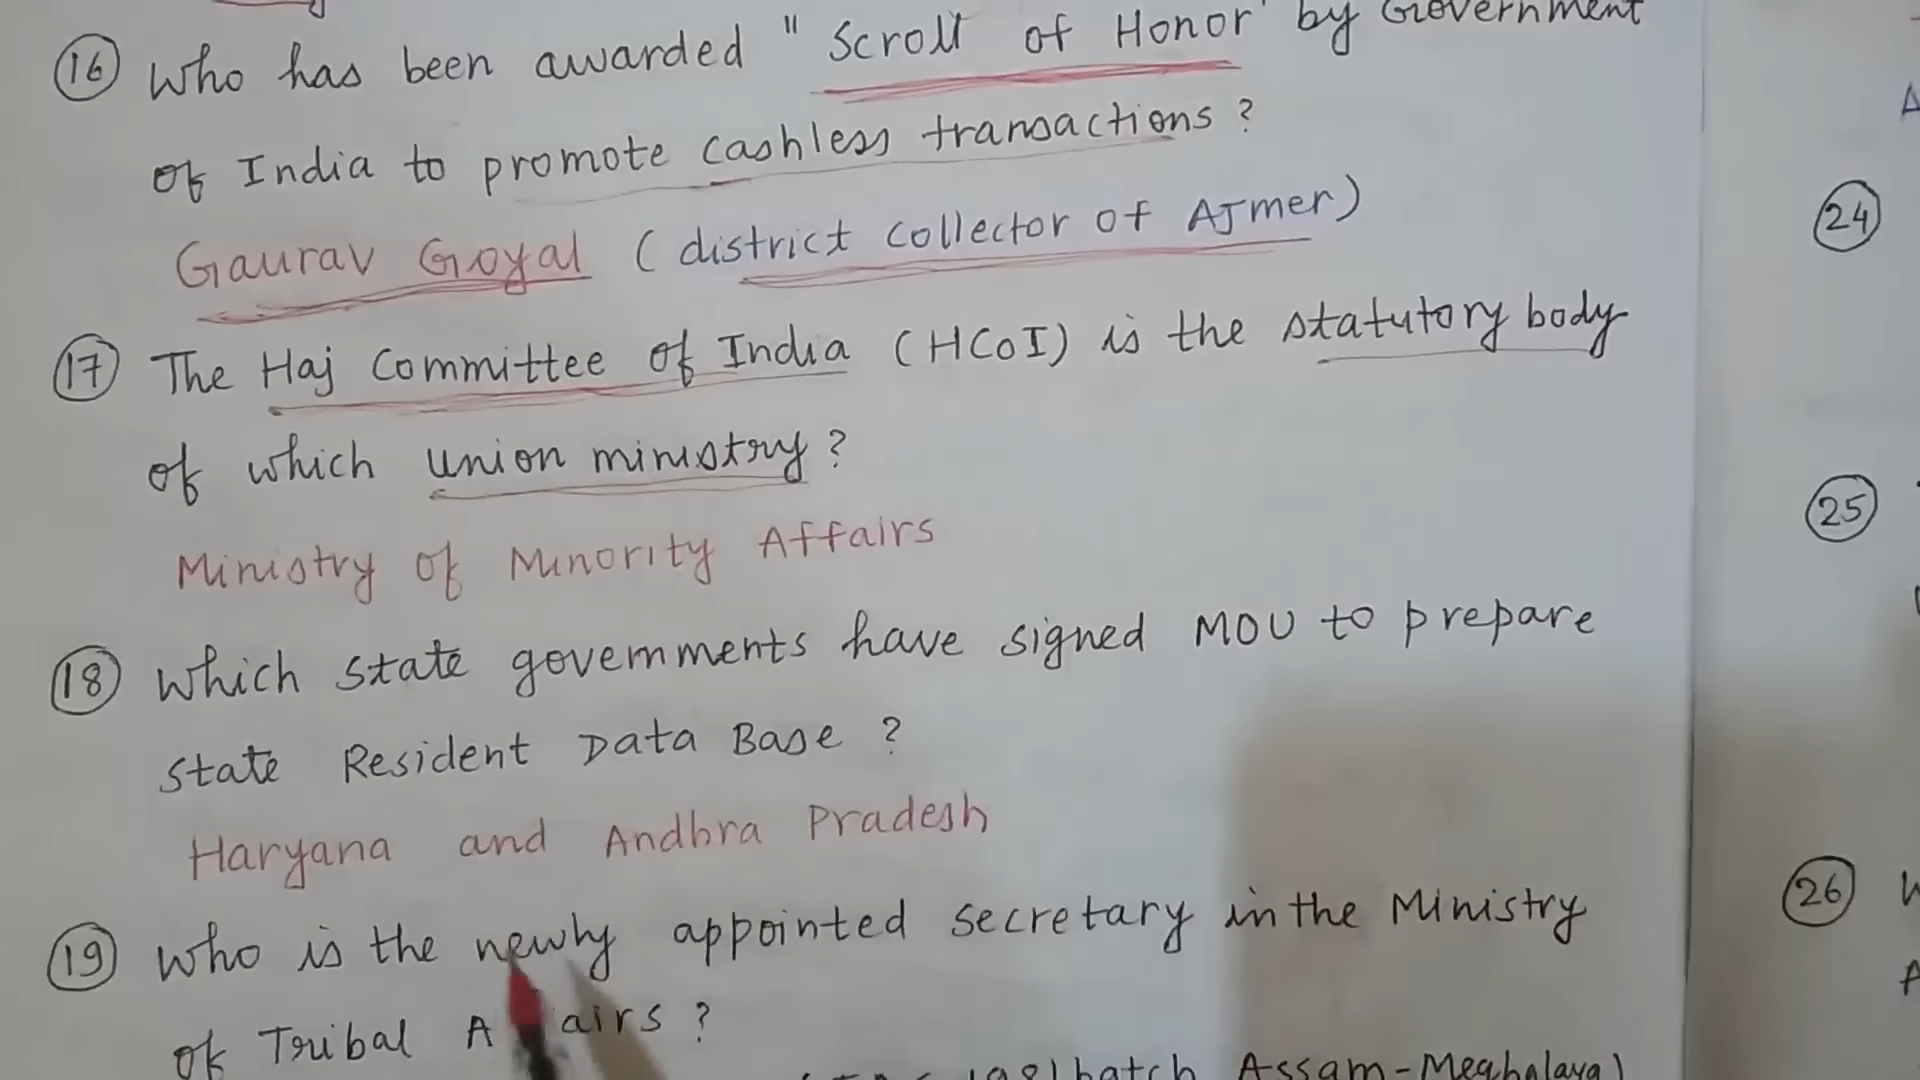 16 Who has been awarded "Scroll of Honor" by Government
of India to promote cashless transactions?
Gaurav Goyal (district collector of AJmer)
17 The Haj Committee of India (HCoI) is the statutory body
of which union ministry?
Ministry of Minority Affairs
18 Which state governments have signed MOU to prepare
State Resident Data Base?
Haryana and Andhra Pradesh
19 Who is the newly appointed secretary in the Ministry
of Tribal A airs?
batch Assam-Meghalaya)
24
25
26